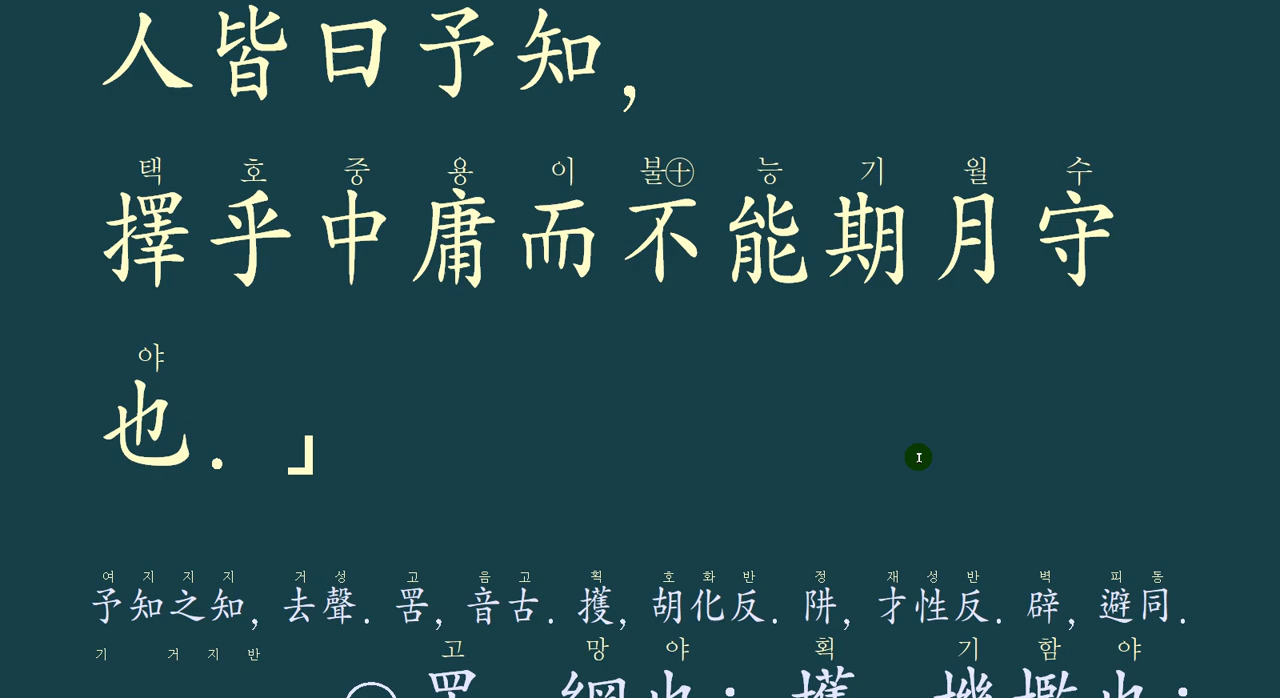 人皆曰予知,
택 호 중 용 이 불㊉ 능 기 월 수
擇乎中庸而不能期月守
야
也. 」
여 지 지 지 거 성 고 음 고 획 호 화 반 정 재 성 반 벽 피 동
予知之知, 去聲. 罟, 音古. 擭, 胡化反. 阱, 才性反. 辟, 避同.
기 거 지 반 고 망 야 획 기 함 야